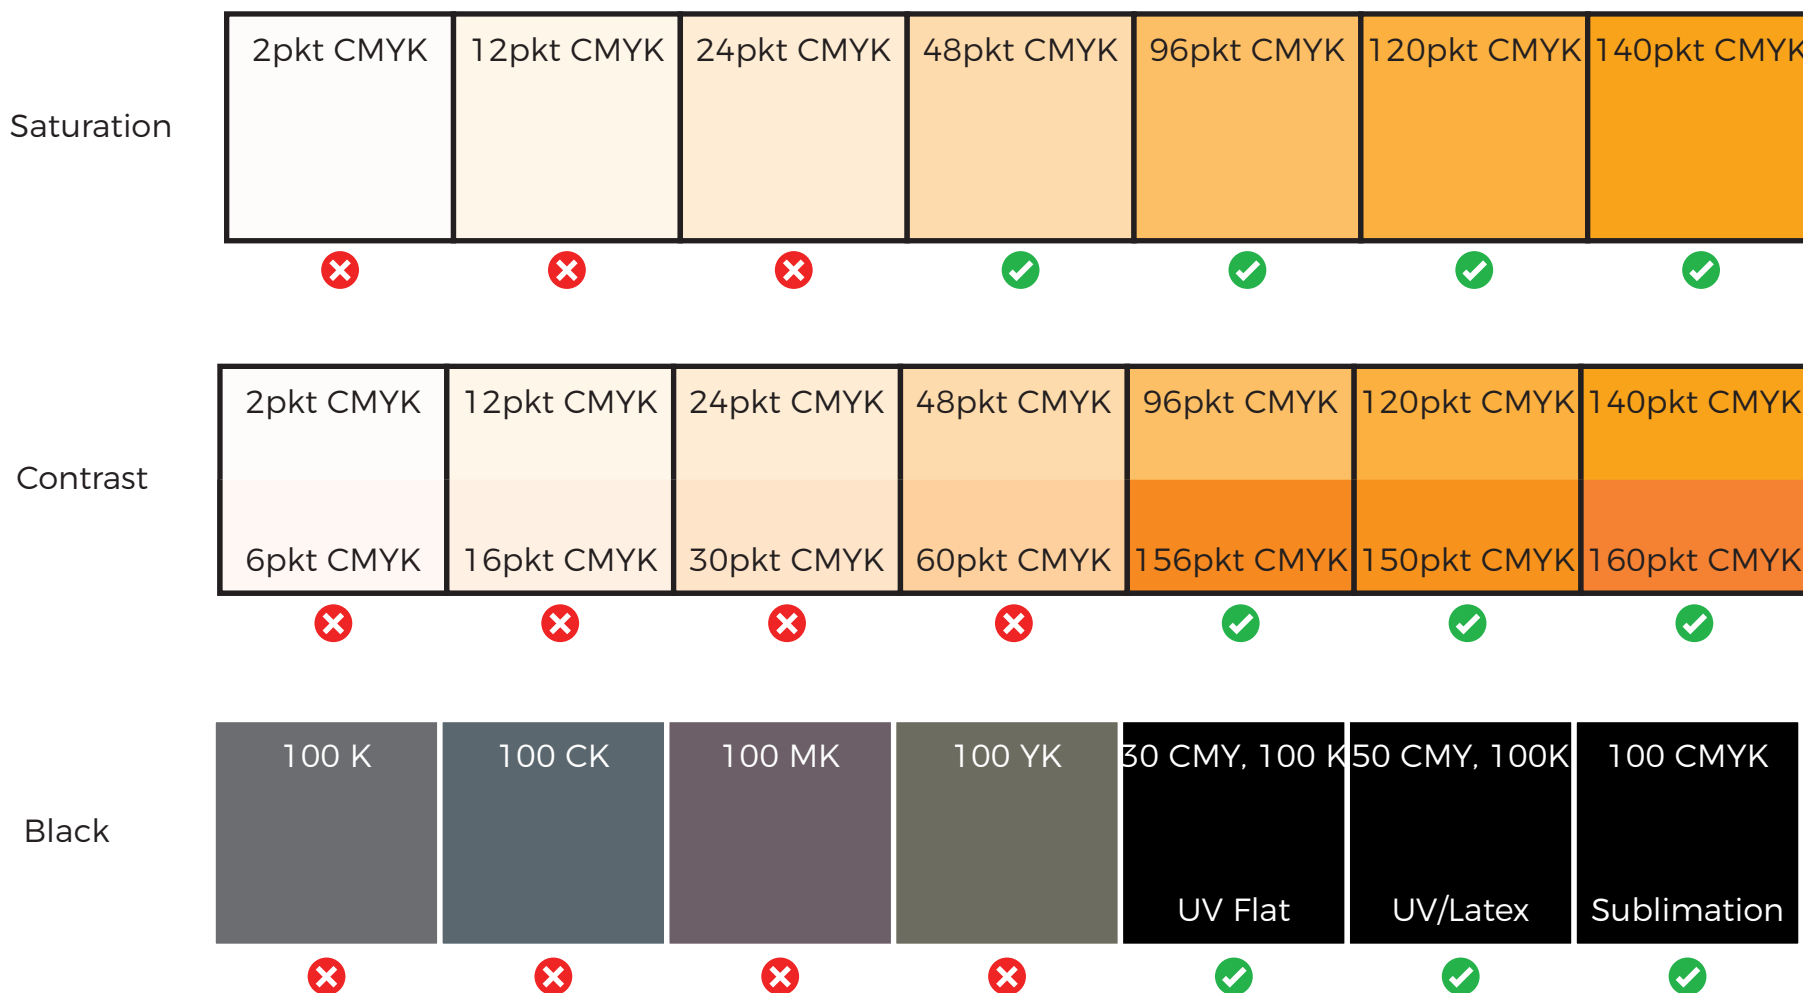 2pkt CMYK 12pkt CMYK 24pkt CMYK 48pkt CMYK 96pkt CMYK 120pkt CMYK 140pkt CMYK
Saturation
2pkt CMYK 12pkt CMYK 24pkt CMYK 48pkt CMYK 96pkt CMYK 120pkt CMYK 140pkt CMYK
Contrast
6pkt CMYK 16pkt CMYK 30pkt CMYK 60pkt CMYK 156pkt CMYK 150pkt CMYK 160pkt CMYK
100 K 100 CK 100 MK 100 YK 30 CMY, 100 K 50 CMY, 100K 100 CMYK
Black
UV Flat UV/Latex Sublimation